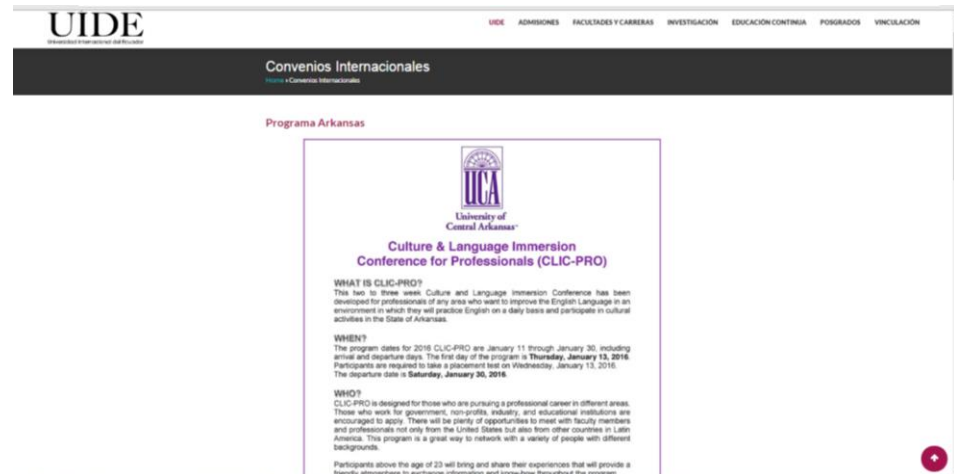 UIDE
Universidad Internacional del Ecuador
UIDE ADMISIONES FACULTADES Y CARRERAS INVESTIGACIÓN EDUCACIÓN CONTINUA POSGRADOS VINCULACIÓN
Convenios Internacionales
Home » Convenios Internacionales
Programa Arkansas
UCA
University of
Central Arkansas
Culture & Language Immersion
Conference for Professionals (CLIC-PRO)
WHAT IS CLIC-PRO?
This two to three week Culture and Language Immersion Conference has been
developed for professionals of any area who want to improve the English Language in an
environment in which they will practice English on a daily basis and participate in cultural
activities in the State of Arkansas.
WHEN?
The program dates for 2016 CLIC-PRO are January 11 through January 30, including
arrival and departure days. The first day of the program is Thursday, January 13, 2016.
Participants are required to take a placement test on Wednesday, January 13, 2016.
The departure date is Saturday, January 30, 2016.
WHO?
CLIC-PRO is designed for those who are pursuing a professional career in different areas.
Those who work for government, non-profits, industry, and educational institutions are
encouraged to apply. There will be plenty of opportunities to meet with faculty members
and professionals not only from the United States but also from other countries in Latin
America. This program is a great way to network with a variety of people with different
backgrounds.
Participants above the age of 23 will bring and share their experiences that will provide a
friendly atmosphere to exchange information and know-how throughout the program.